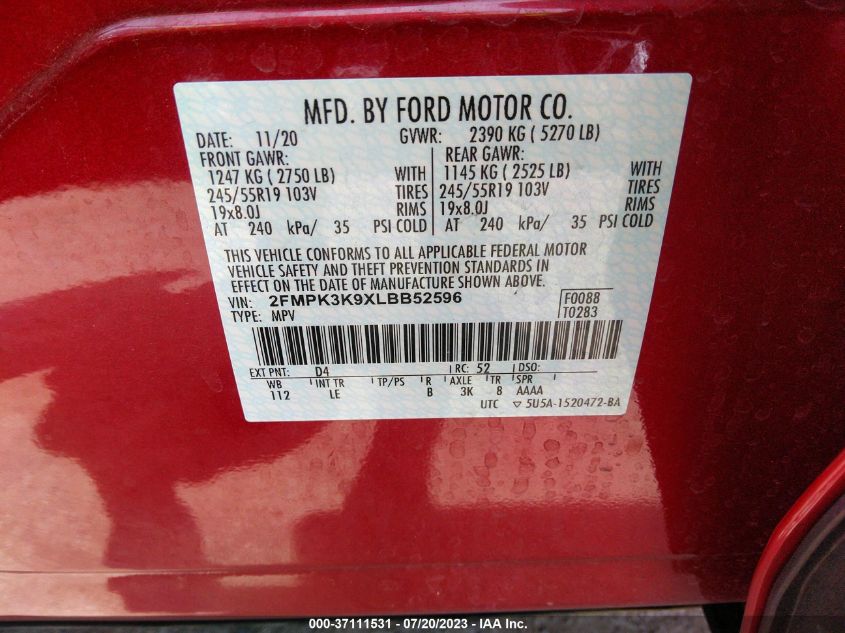 MFD. BY FORD MOTOR CO.
DATE: 11/20 GVWR: 2390 KG ( 5270 LB)
FRONT GAWR: REAR GAWR:
1247 KG ( 2750 LB) WITH 1145 KG ( 2525 LB) WITH
245/55R19 103V TIRES 245/55R19 103V TIRES
19x8.0J RIMS 19x8.0J RIMS
AT 240 kPa/ 35 PSI COLD AT 240 kPa/ 35 PSI COLD
THIS VEHICLE CONFORMS TO ALL APPLICABLE FEDERAL MOTOR
VEHICLE SAFETY AND THEFT PREVENTION STANDARDS IN
EFFECT ON THE DATE OF MANUFACTURE SHOWN ABOVE.
VIN: 2FMPK3K9XLBB52596 F0088
TYPE: MPV T0283
EXT PNT: D4 RC: 52 DSO:
WB INT TR TP/PS R AXLE TR SPR
112 LE B 3K 8 AAAA
UTC ▽ 5U5A-1520472-BA
000-37111531 - 07/20/2023 - IAA Inc.